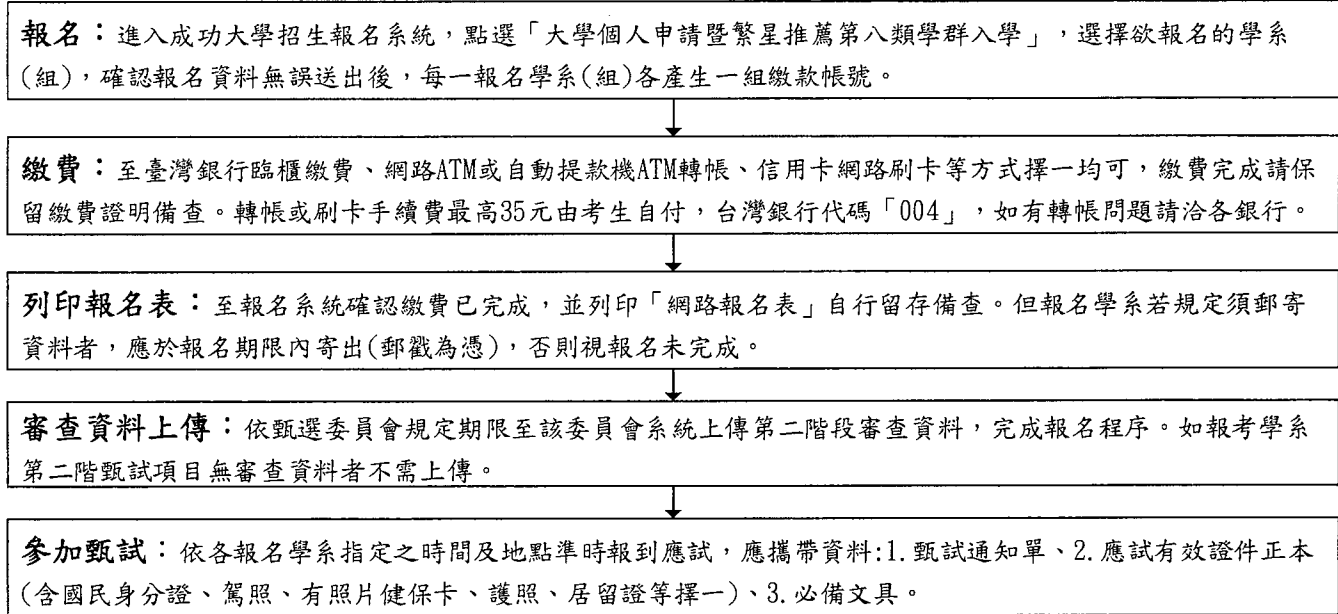 報名：進入成功大學招生報名系統，點選「大學個人申請暨繁星推薦第八類學群入學」，選擇欲報名的學系
(組)，確認報名資料無誤送出後，每一報名學系(組)各產生一組繳款帳號。
繳費：至臺灣銀行臨櫃繳費、網路ATM或自動提款機ATM轉帳、信用卡網路刷卡等方式擇一均可，繳費完成請保
留繳費證明備查。轉帳或刷卡手續費最高35元由考生自付，台灣銀行代碼「004」，如有轉帳問題請洽各銀行。
列印報名表：至報名系統確認繳費已完成，並列印「網路報名表」自行留存備查。但報名學系若規定須郵寄
資料者，應於報名期限內寄出(郵戳為憑)，否則視報名未完成。
審查資料上傳：依甄選委員會規定期限至該委員會系統上傳第二階段審查資料，完成報名程序。如報考學系
第二階甄試項目無審查資料者不需上傳。
參加甄試：依各報名學系指定之時間及地點準時報到應試，應攜帶資料:1.甄試通知單、2.應試有效證件正本
(含國民身分證、駕照、有照片健保卡、護照、居留證等擇一)、3.必備文具。